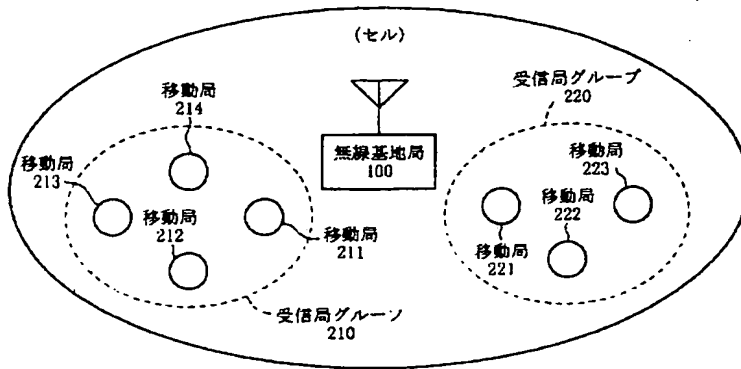 (セル)
移動局
214
移動局
213
移動局
212
移動局
211
受信局グループ
210
無線基地局
100
受信局グループ
220
移動局
223
移動局
222
移動局
221